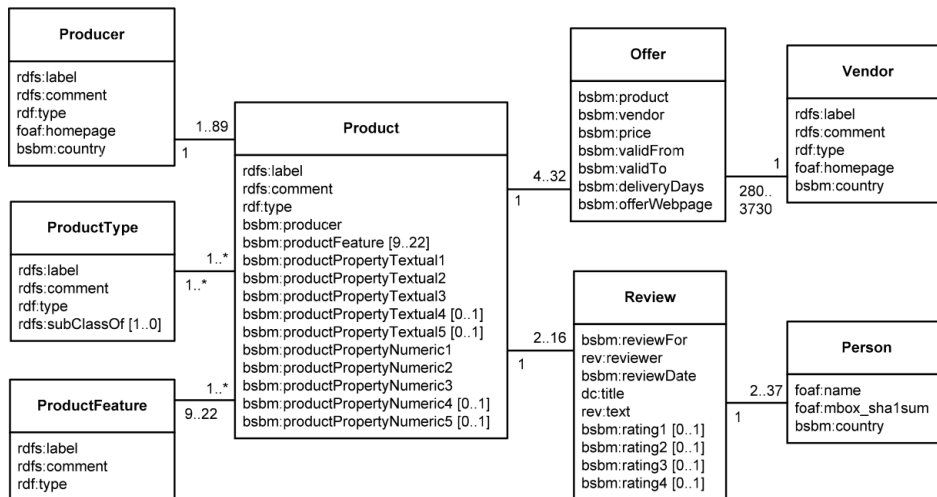 Producer
rdfs:label
rdfs:comment
rdf:type
foaf:homepage
bsbm:country
1..89
1
ProductType
rdfs:label
rdfs:comment
rdf:type
rdfs:subClassOf [1..0]
1..*
1..*
ProductFeature
rdfs:label
rdfs:comment
rdf:type
1..*
9..22
Product
rdfs:label
rdfs:comment
rdf:type
bsbm:producer
bsbm:productFeature [9..22]
bsbm:productPropertyTextual1
bsbm:productPropertyTextual2
bsbm:productPropertyTextual3
bsbm:productPropertyTextual4 [0..1]
bsbm:productPropertyTextual5 [0..1]
bsbm:productPropertyNumeric1
bsbm:productPropertyNumeric2
bsbm:productPropertyNumeric3
bsbm:productPropertyNumeric4 [0..1]
bsbm:productPropertyNumeric5 [0..1]
4..32
1
2..16
1
Offer
bsbm:product
bsbm:vendor
bsbm:price
bsbm:validFrom
bsbm:validTo
bsbm:deliveryDays
bsbm:offerWebpage
1
280..
3730
Vendor
rdfs:label
rdfs:comment
rdf:type
foaf:homepage
bsbm:country
Review
bsbm:reviewFor
rev:reviewer
bsbm:reviewDate
dc:title
rev:text
bsbm:rating1 [0..1]
bsbm:rating2 [0..1]
bsbm:rating3 [0..1]
bsbm:rating4 [0..1]
2..37
1
Person
foaf:name
foaf:mbox_sha1sum
bsbm:country